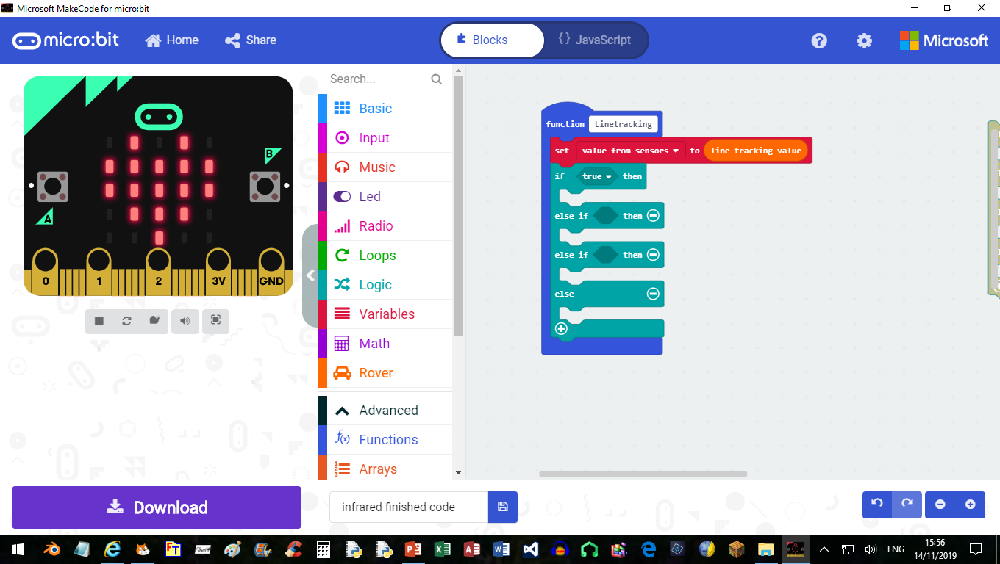 Microsoft MakeCode for micro:bit
micro:bit
Home
Share
Blocks
{} JavaScript
Microsoft
B
A
0
1
2
3V
GND
Search...
Basic
Input
Music
Led
Radio
Loops
Logic
Variables
Math
Rover
Advanced
f(x) Functions
Arrays
function Linetracking
set value from sensors to line-tracking value
if true then
else if then
else if then
else
Download
infrared finished code
ENG
15:56
14/11/2019